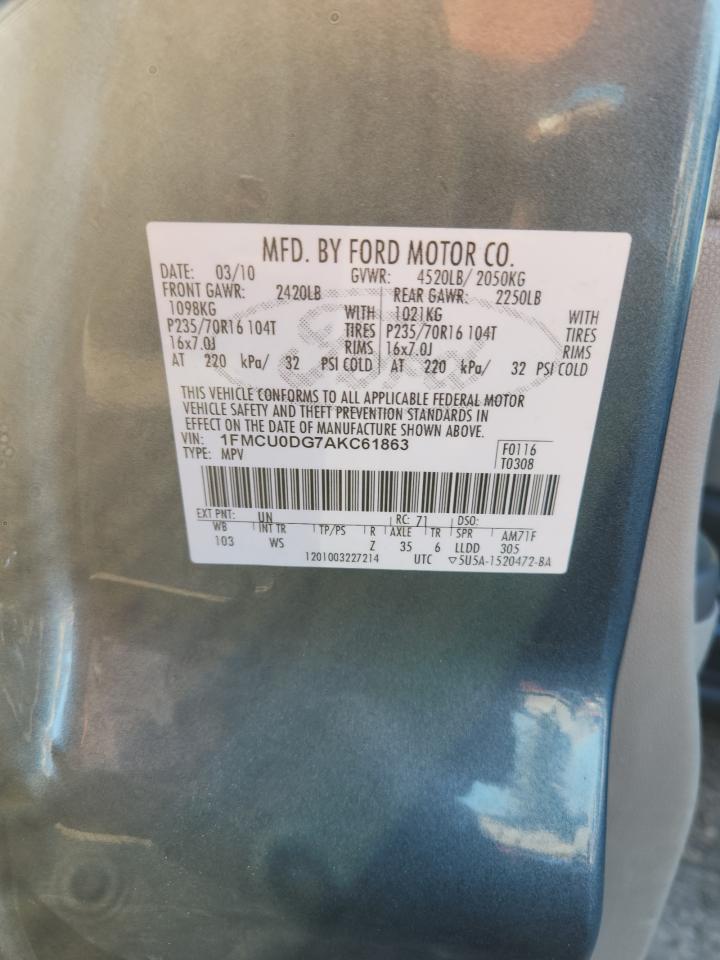 MFD. BY FORD MOTOR CO.
DATE: 03/10 GVWR: 4520LB/ 2050KG
FRONT GAWR: 2420LB REAR GAWR: 2250LB
1098KG WITH 1021KG WITH
P235/70R16 104T TIRES P235/70R16 104T TIRES
16x7.0J RIMS 16x7.0J RIMS
AT 220 kPa/ 32 PSI COLD AT 220 kPa/ 32 PSI COLD
THIS VEHICLE CONFORMS TO ALL APPLICABLE FEDERAL MOTOR
VEHICLE SAFETY AND THEFT PREVENTION STANDARDS IN
EFFECT ON THE DATE OF MANUFACTURE SHOWN ABOVE.
VIN: 1FMCU0DG7AKC61863 F0116
TYPE: MPV T0308
EXT PNT: UN RC: 71 DSO:
WB INT TR TP/PS R AXLE TR SPR AM71F
103 WS Z 35 6 LLDD 305
1201003227214 UTC ▽5U5A-1520472-BA
Ford